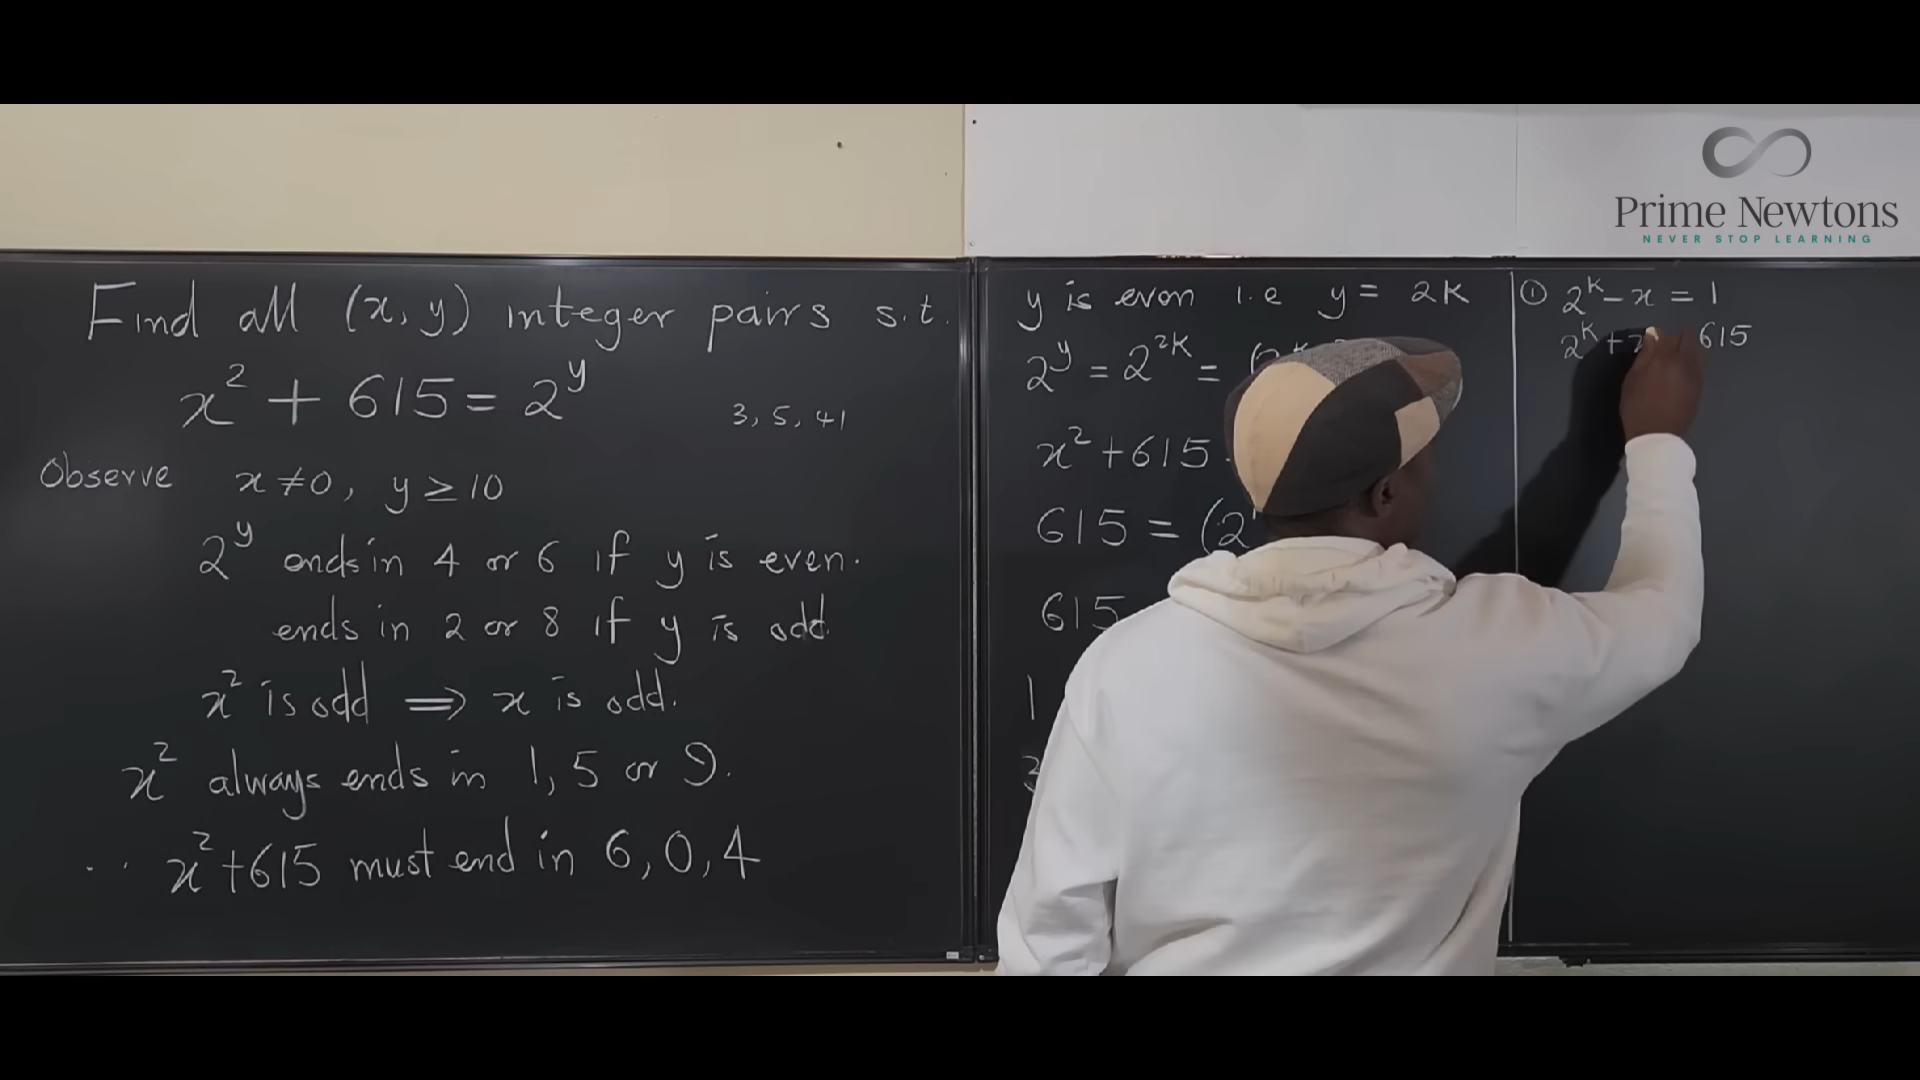 Prime Newtons
NEVER STOP LEARNING
Find all (x, y) integer pairs s.t.
x² + 615 = 2^y
3, 5, 41
Observe x ≠ 0, y ≥ 10
2^y ends in 4 or 6 if y is even.
ends in 2 or 8 if y is odd.
x² is odd ⟹ x is odd.
x² always ends in 1, 5 or 9.
∴ x² + 615 must end in 6, 0, 4
y is even i.e y = 2k
2^y = 2^2k =
x² + 615
615 = (2
615
1
3
① 2^k - x = 1
2^k + 615